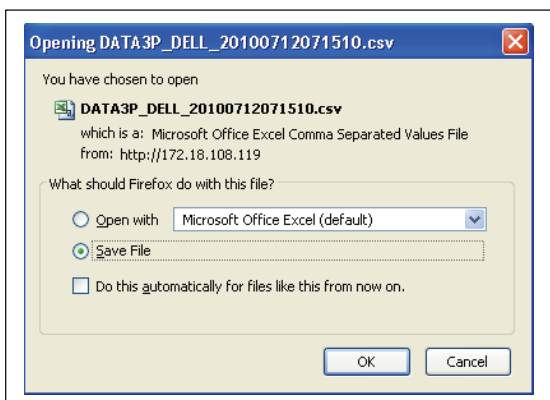 Opening DATA3P_DELL_20100712071510.csv
You have chosen to open
DATA3P_DELL_20100712071510.csv
which is a: Microsoft Office Excel Comma Separated Values File
from: http://172.18.108.119
What should Firefox do with this file?
Open with Microsoft Office Excel (default)
Save File
Do this automatically for files like this from now on.
OK Cancel